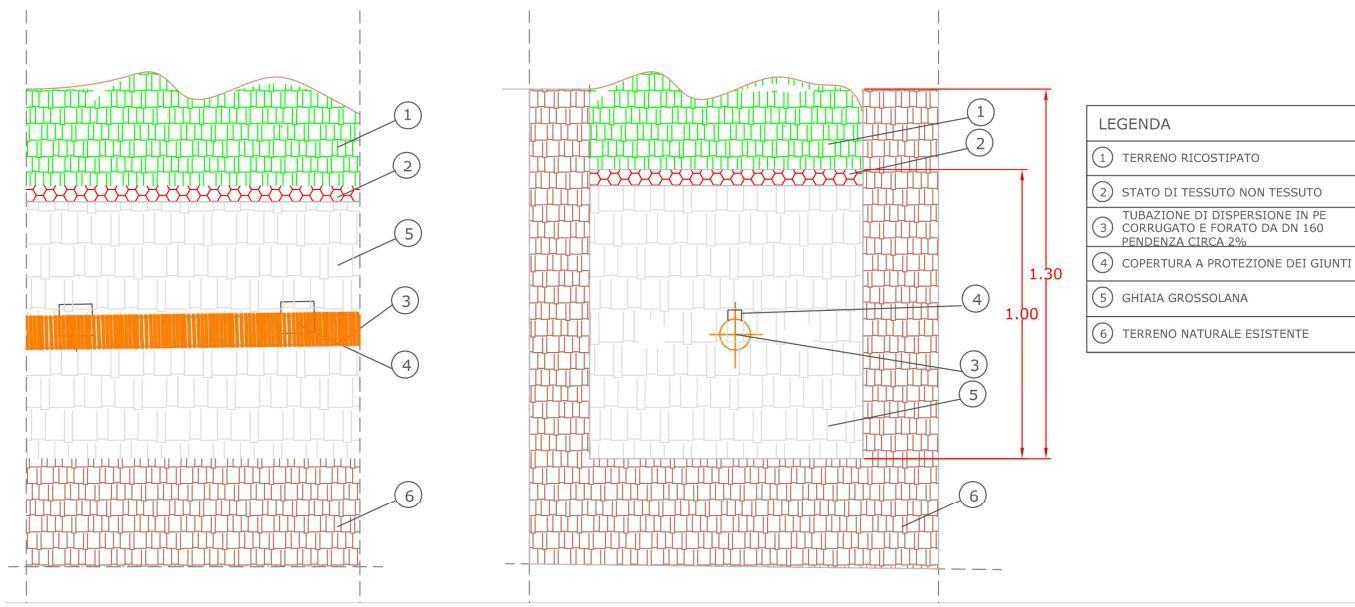 1
2
5
3
4
6
1
2
4
3
5
6
1.30
1.00
LEGENDA
1 TERRENO RICOSTIPATO
2 STATO DI TESSUTO NON TESSUTO
3 TUBAZIONE DI DISPERSIONE IN PE
CORRUGATO E FORATO DA DN 160
PENDENZA CIRCA 2%
4 COPERTURA A PROTEZIONE DEI GIUNTI
5 GHIAIA GROSSOLANA
6 TERRENO NATURALE ESISTENTE